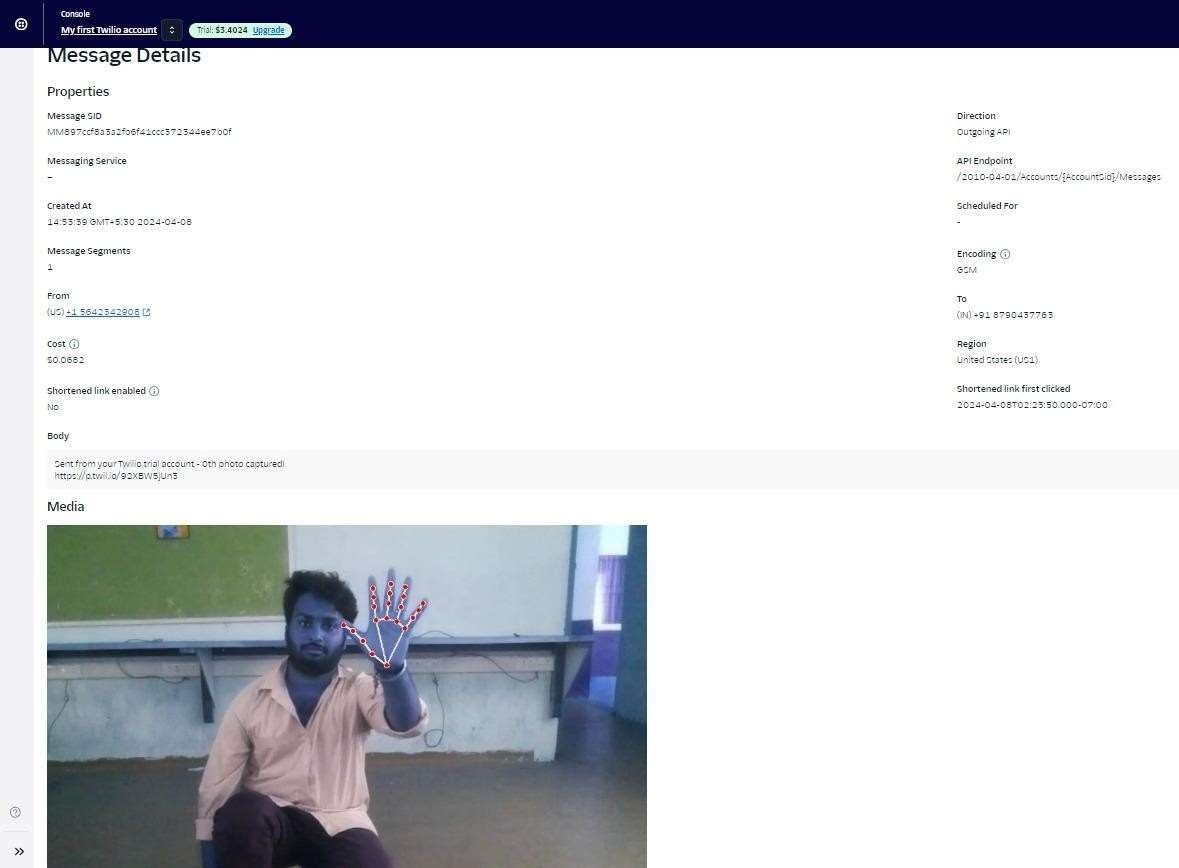 Console
My first Twilio account
Trial: $3.4024 Upgrade
Message Details
Properties
Message SID
MM897ccf8a3a2fo6f41ccc372344ee7b0f
Direction
Outgoing API
Messaging Service
–
API Endpoint
/2010-04-01/Accounts/{AccountSid}/Messages
Created At
14:53:39 GMT+5:30 2024-04-08
Scheduled For
-
Message Segments
1
Encoding
GSM
From
(US) +1 5642342908
To
(IN) +91 8790437763
Cost
$0.0682
Region
United States (US1)
Shortened link enabled
No
Shortened link first clicked
2024-04-08T02:23:50.000-07:00
Body
Sent from your Twilio trial account - 0th photo captured!
https://p.twil.io/92XBW5jUn3
Media